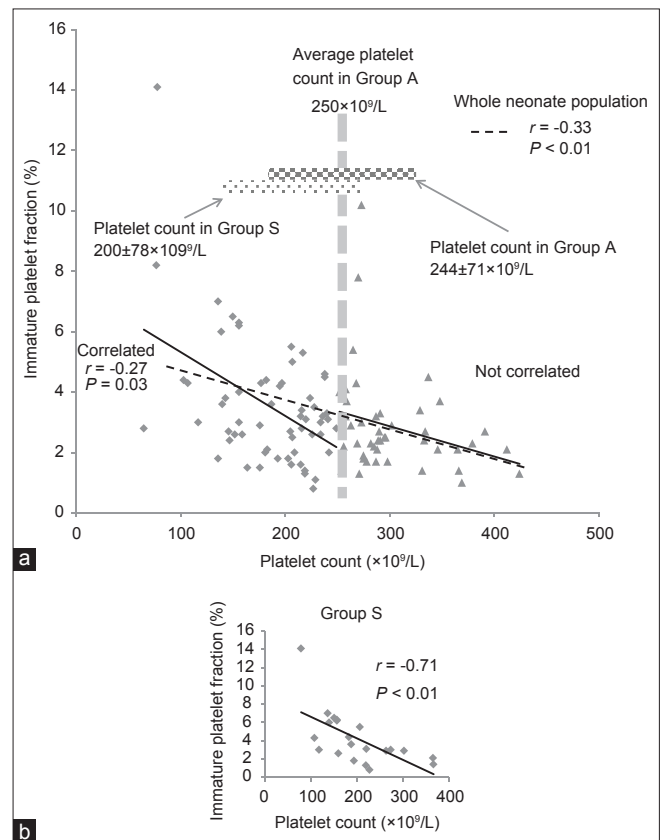 16
14
12
10
8
6
4
2
0
Immature platelet fraction (%)
Average platelet
count in Group A
250×10⁹/L
Whole neonate population
r = -0.33
P < 0.01
Platelet count in Group S
200±78×109⁹/L
Platelet count in Group A
244±71×10⁹/L
Correlated
r = -0.27
P = 0.03
Not correlated
0 100 200 300 400 500
Platelet count (×10⁹/L)
a
Group S
16
14
12
10
8
6
4
2
0
Immature platelet fraction (%)
r = -0.71
P < 0.01
0 100 200 300 400
Platelet count (×10⁹/L)
b